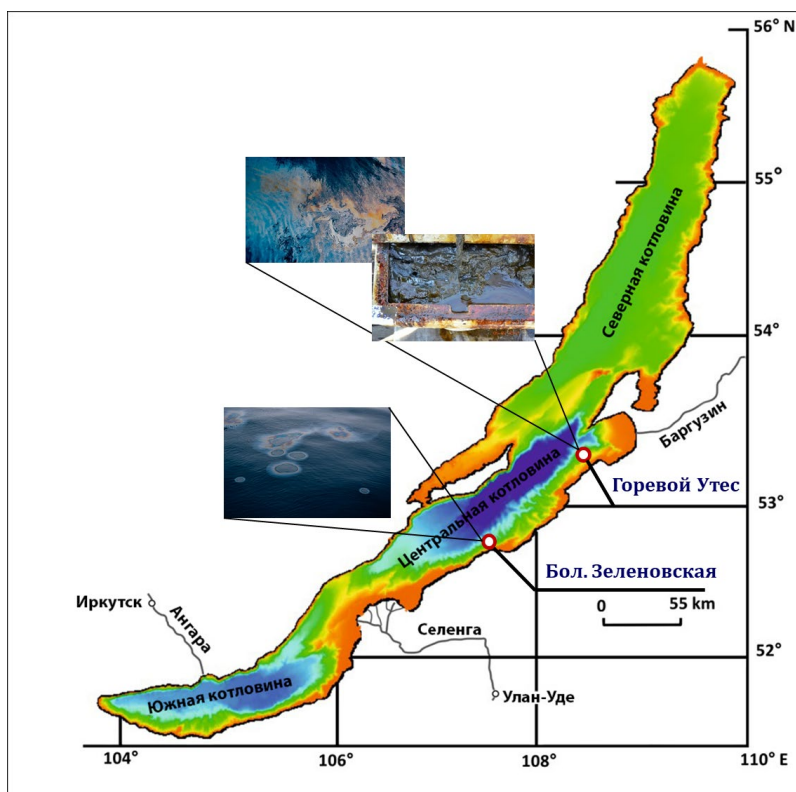 56° N
55°
Северная котловина
54°
Баргузин
Горевой Утес
53°
Центральная котловина
Бол. Зеленовская
0 55 km
Иркутск
Ангара
Селенга
52°
Южная котловина
Улан-Уде
104°
106°
108°
110° E